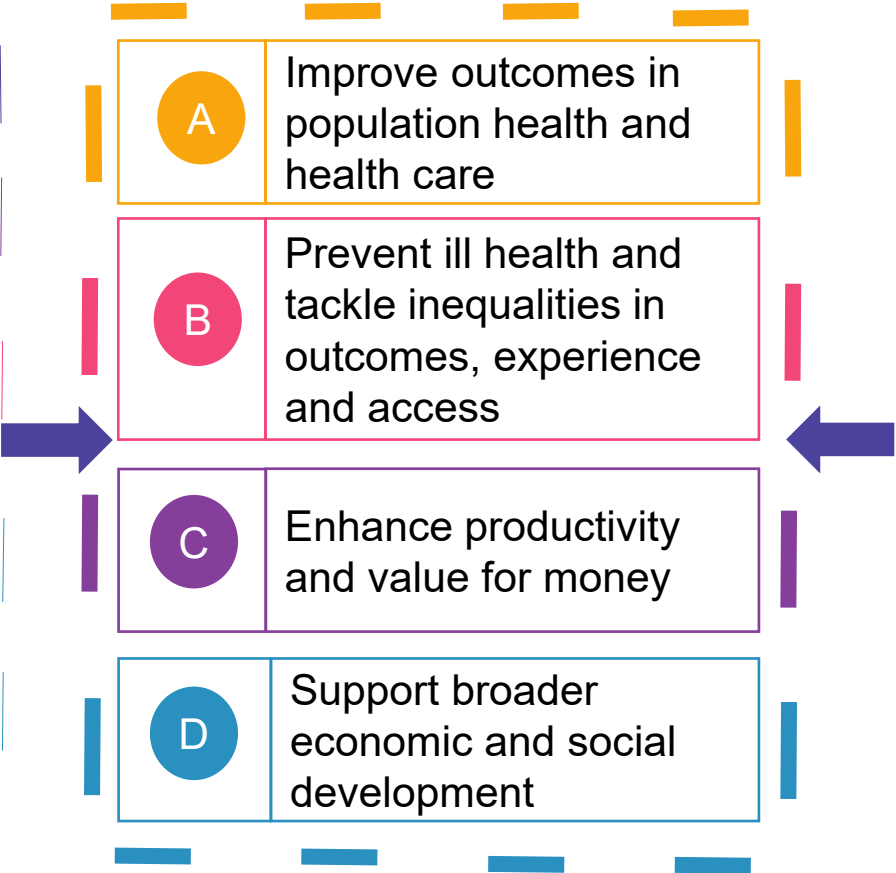 A
Improve outcomes in
population health and
health care
B
Prevent ill health and
tackle inequalities in
outcomes, experience
and access
C
Enhance productivity
and value for money
D
Support broader
economic and social
development